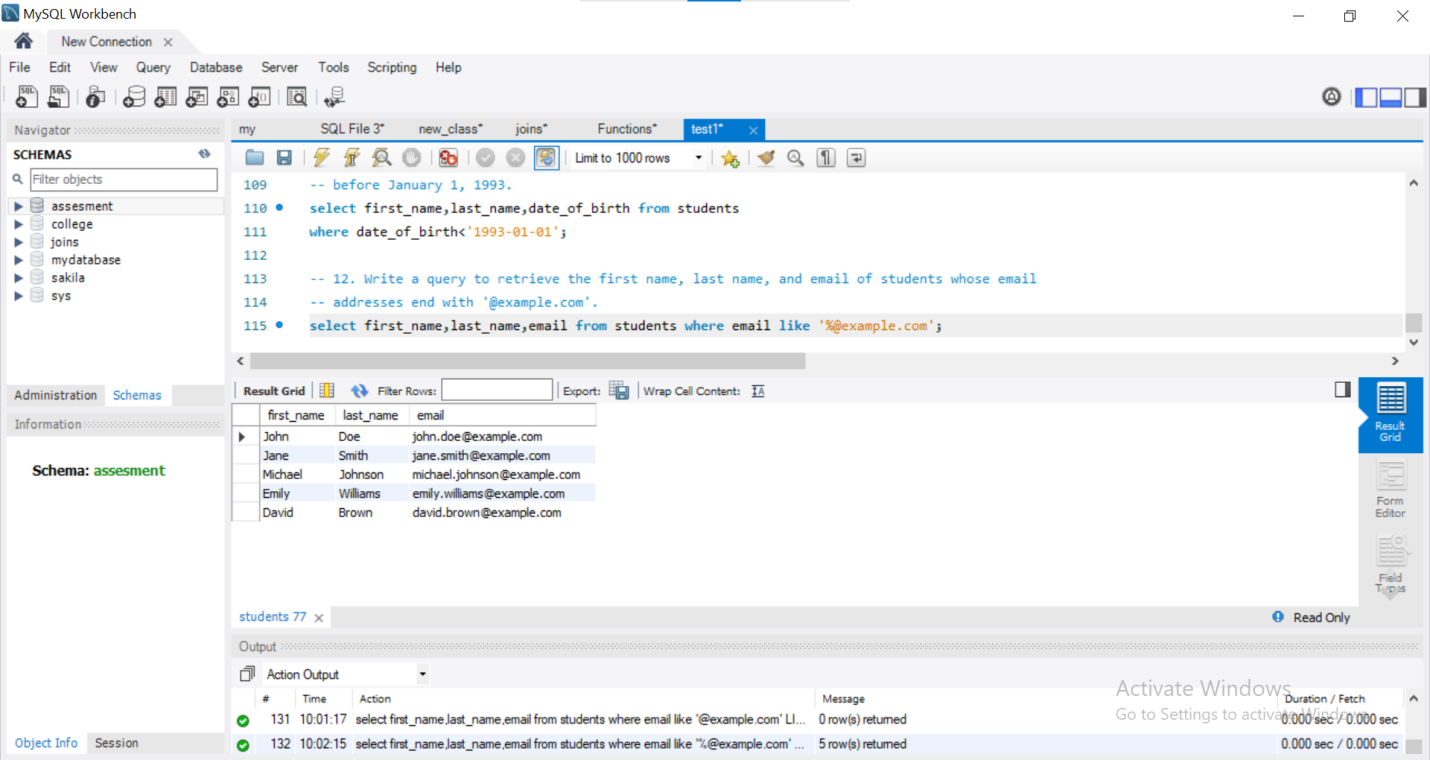 MySQL Workbench
New Connection
File Edit View Query Database Server Tools Scripting Help
Navigator
SCHEMAS
Filter objects
assesment
college
joins
mydatabase
sakila
sys
Administration Schemas
Information
Schema: assesment
Object Info Session
my SQL File 3* new_class* joins* Functions* test1*
Limit to 1000 rows
109 -- before January 1, 1993.
110 select first_name,last_name,date_of_birth from students
111 where date_of_birth<'1993-01-01';
112
113 -- 12. Write a query to retrieve the first name, last name, and email of students whose email
114 -- addresses end with '@example.com'.
115 select first_name,last_name,email from students where email like '%@example.com';
Result Grid Filter Rows: Export: Wrap Cell Content:
first_name last_name email
John Doe john.doe@example.com
Jane Smith jane.smith@example.com
Michael Johnson michael.johnson@example.com
Emily Williams emily.williams@example.com
David Brown david.brown@example.com
Result
Grid
Form
Editor
Field
Types
students 77
Read Only
Output
Action Output
# Time Action Message Duration / Fetch
131 10:01:17 select first_name,last_name,email from students where email like '@example.com' LI... 0 row(s) returned 0.000 sec / 0.000 sec
132 10:02:15 select first_name,last_name,email from students where email like '%@example.com' ... 5 row(s) returned 0.000 sec / 0.000 sec
Activate Windows
Go to Settings to activate Windows.